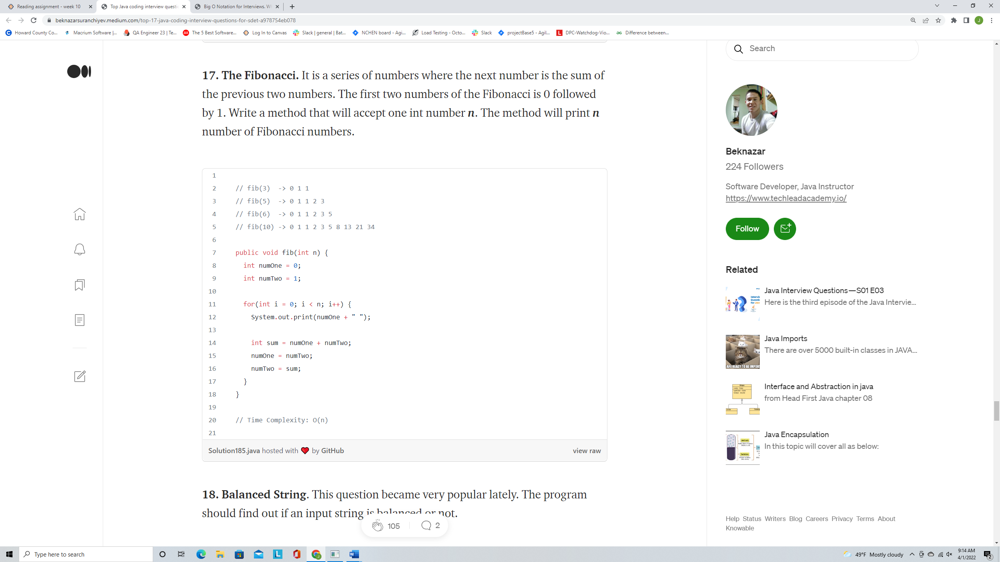 Reading assignment - week 10
Top Java coding interview questi
Big O Notation for Interviews. W
beknazarsuranchiyev.medium.com/top-17-java-coding-interview-questions-for-sdet-a978754eb078
J
Howard County Co...
Macrium Software |...
QA Engineer 23 | Te...
The 5 Best Software...
Log In to Canvas
Slack | general | Bat...
NCHEN board - Agi...
Load Testing - Octo...
Slack
projectBase5 - Agil...
DPC-Watchdog-Vio...
Difference between...
17. The Fibonacci. It is a series of numbers where the next number is the sum of
the previous two numbers. The first two numbers of the Fibonacci is 0 followed
by 1. Write a method that will accept one int number n. The method will print n
number of Fibonacci numbers.
1
2 // fib(3)  -> 0 1 1
3 // fib(5)  -> 0 1 1 2 3
4 // fib(6)  -> 0 1 1 2 3 5
5 // fib(10) -> 0 1 1 2 3 5 8 13 21 34
6
7 public void fib(int n) {
8 int numOne = 0;
9 int numTwo = 1;
10
11 for(int i = 0; i < n; i++) {
12 System.out.print(numOne + " ");
13
14 int sum = numOne + numTwo;
15 numOne = numTwo;
16 numTwo = sum;
17 }
18 }
19
20 // Time Complexity: O(n)
21
Solution185.java hosted with ❤ by GitHub
view raw
18. Balanced String. This question became very popular lately. The program
should find out if an input string is balanced or not.
105
2
Search
Beknazar
224 Followers
Software Developer, Java Instructor
https://www.techleadacademy.io/
Follow
Related
Java Interview Questions — S01 E03
Here is the third episode of the Java Intervie...
Java Imports
There are over 5000 built-in classes in JAVA...
ARE READY TO BE IMPOR
Interface and Abstraction in java
from Head First Java chapter 08
Java Encapsulation
In this topic will cover all as below:
Help Status Writers Blog Careers Privacy Terms About
Knowable
Type here to search
49°F Mostly cloudy
9:14 AM
4/1/2022
2